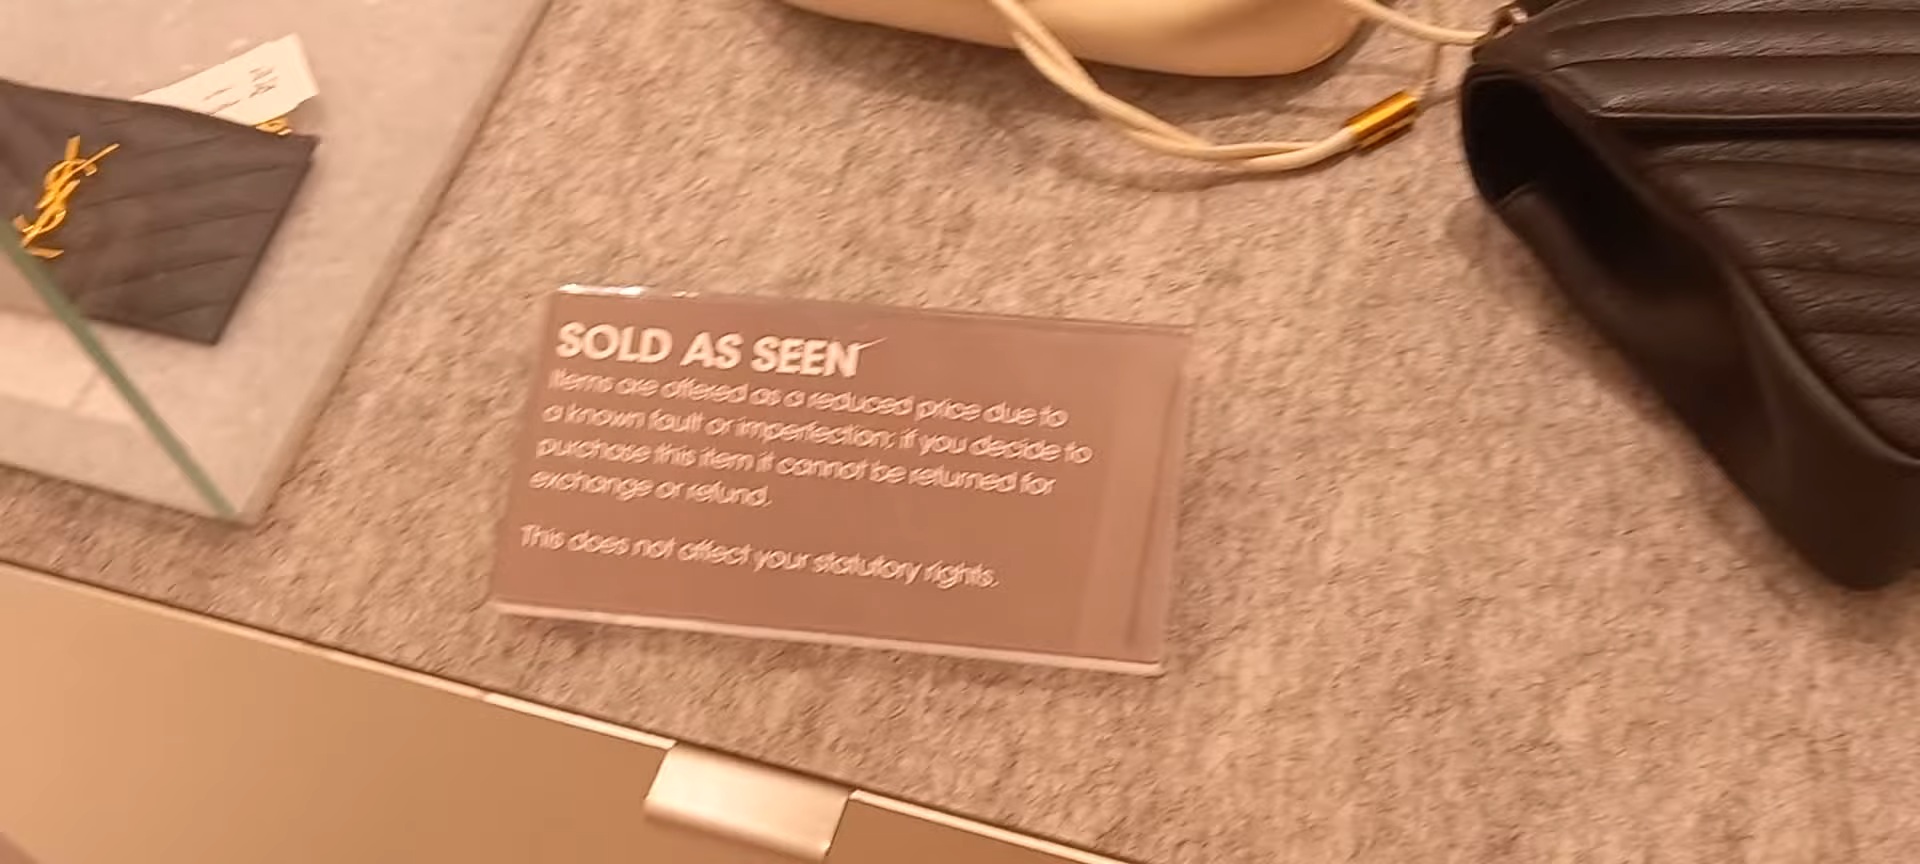 YSL
SOLD AS SEEN
Items are offered as a reduced price due to
a known fault or imperfection; if you decide to
purchase this item it cannot be returned for
exchange or refund.
This does not affect your statutory rights.